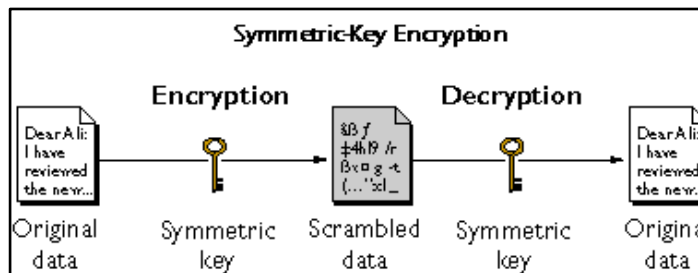 Symmetric-Key Encryption
Encryption
Decryption
Dear Ali:
I have
reviewed
the new...
Dear Ali:
I have
reviewed
the new...
Original
data
Symmetric
key
Scrambled
data
Symmetric
key
Origina
data